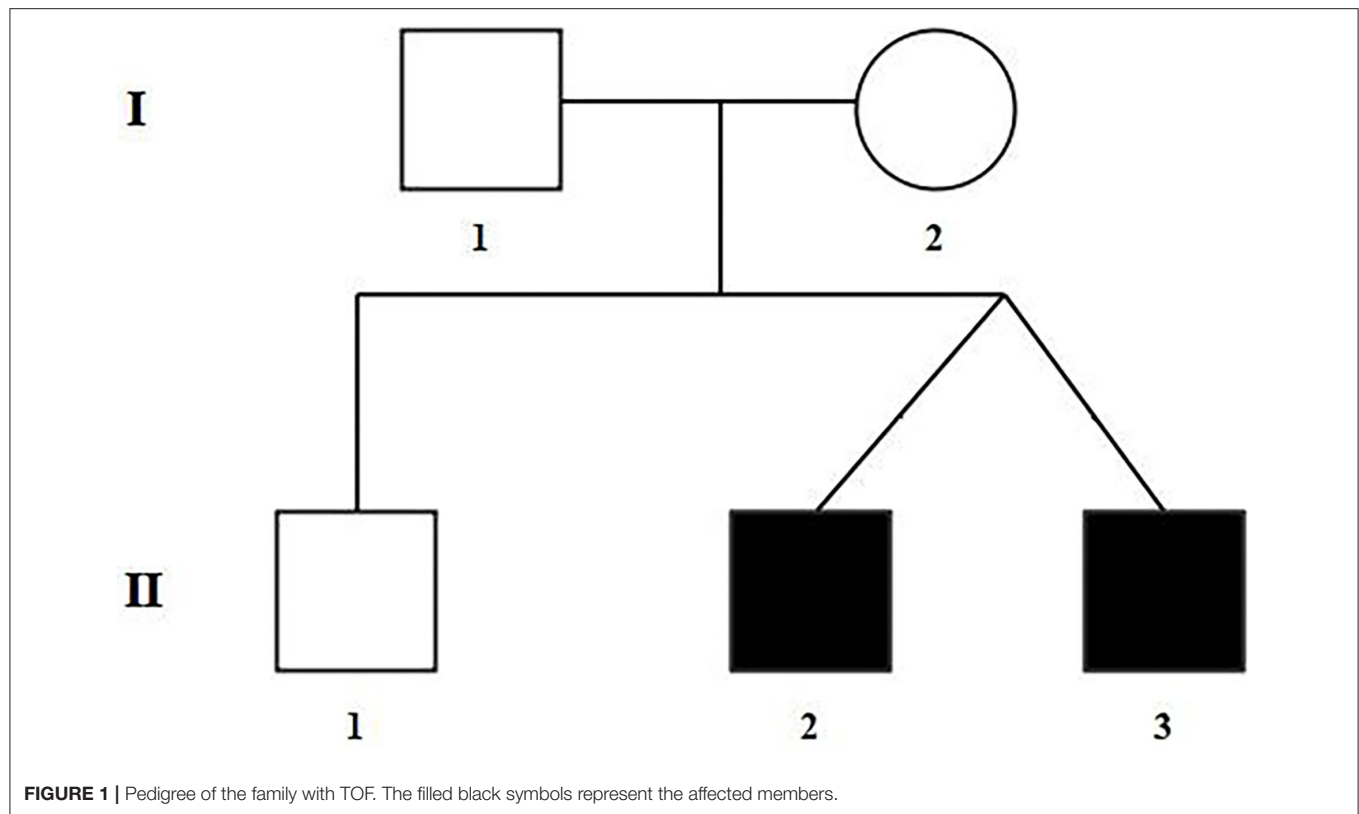 I
1
2
II
1
2
3
FIGURE 1 | Pedigree of the family with TOF. The filled black symbols represent the affected members.